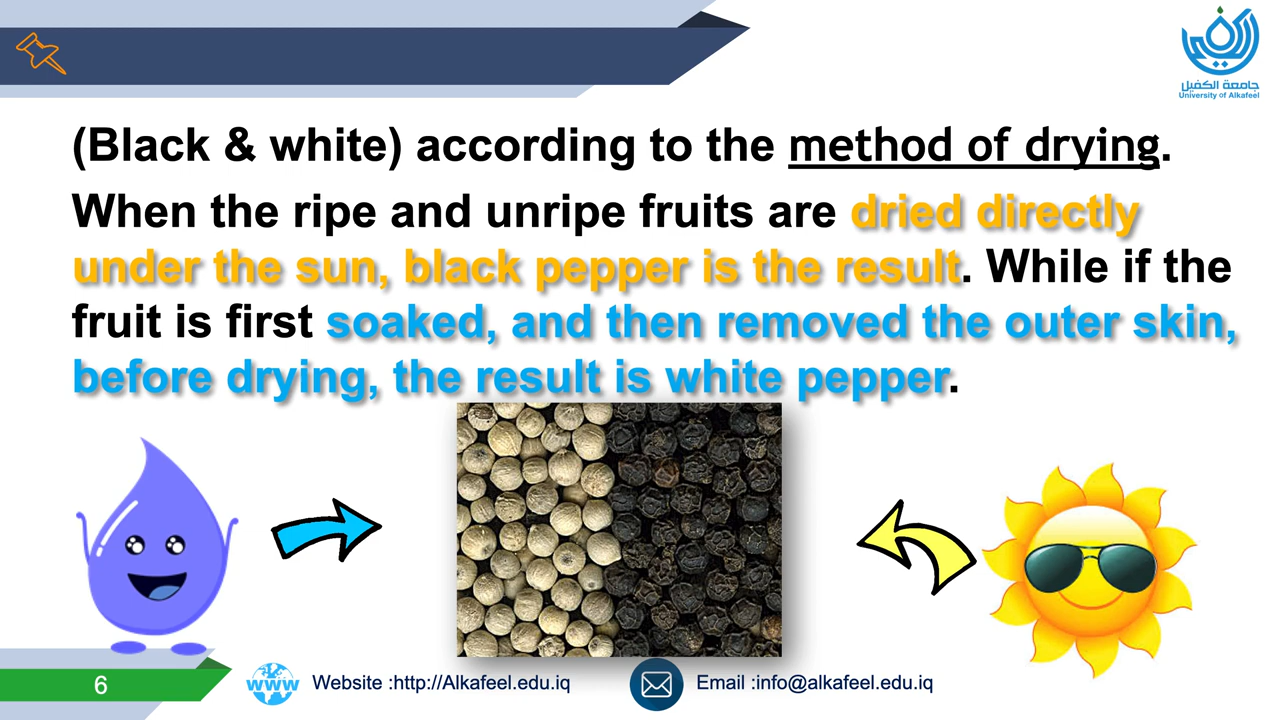 جامعة الكفيل
University of Alkafeel
(Black & white) according to the method of drying.
When the ripe and unripe fruits are dried directly
under the sun, black pepper is the result. While if the
fruit is first soaked, and then removed the outer skin,
before drying, the result is white pepper.
6
www
Website :http://Alkafeel.edu.iq
Email :info@alkafeel.edu.iq